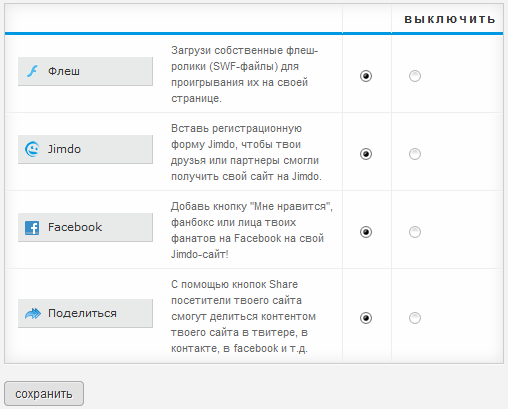 ВЫКЛЮЧИТЬ
Флеш
Загрузи собственные флеш-
ролики (SWF-файлы) для
проигрывания их на своей
странице.
Jimdo
Вставь регистрационную
форму Jimdo, чтобы твои
друзья или партнеры смогли
получить свой сайт на Jimdo.
Facebook
Добавь кнопку "Мне нравится",
фанбокс или лица твоих
фанатов на Facebook на свой
Jimdo-сайт!
Поделиться
С помощью кнопок Share
посетители твоего сайта
смогут делиться контентом
твоего сайта в твитере, в
контакте, в facebook и т.д.
сохранить